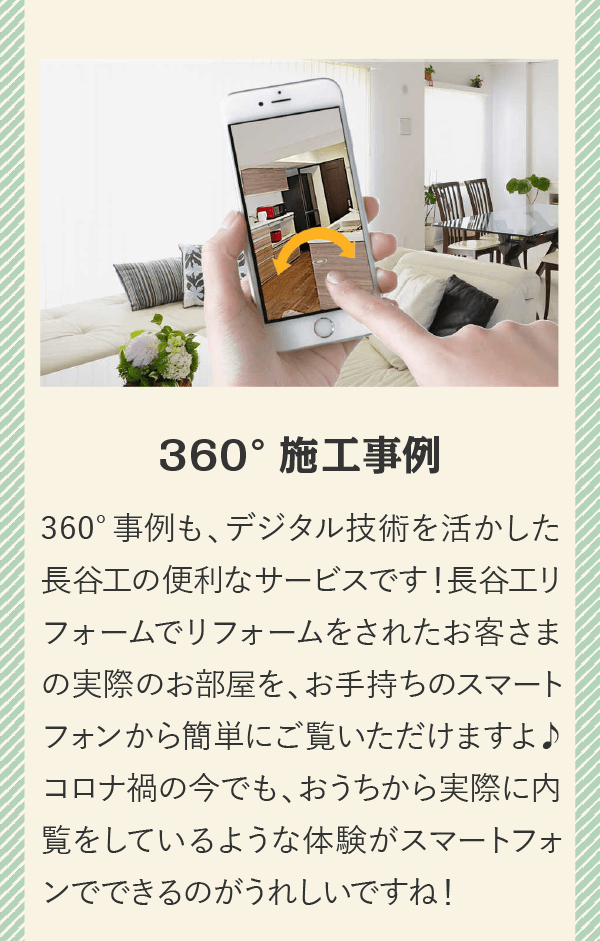 360° 施工事例
360°事例も、デジタル技術を活かした
長谷工の便利なサービスです！長谷工リ
フォームでリフォームをされたお客さま
の実際のお部屋を、お手持ちのスマート
フォンから簡単にご覧いただけますよ♪
コロナ禍の今でも、おうちから実際に内
覧をしているような体験がスマートフォ
ンでできるのがうれしいですね！